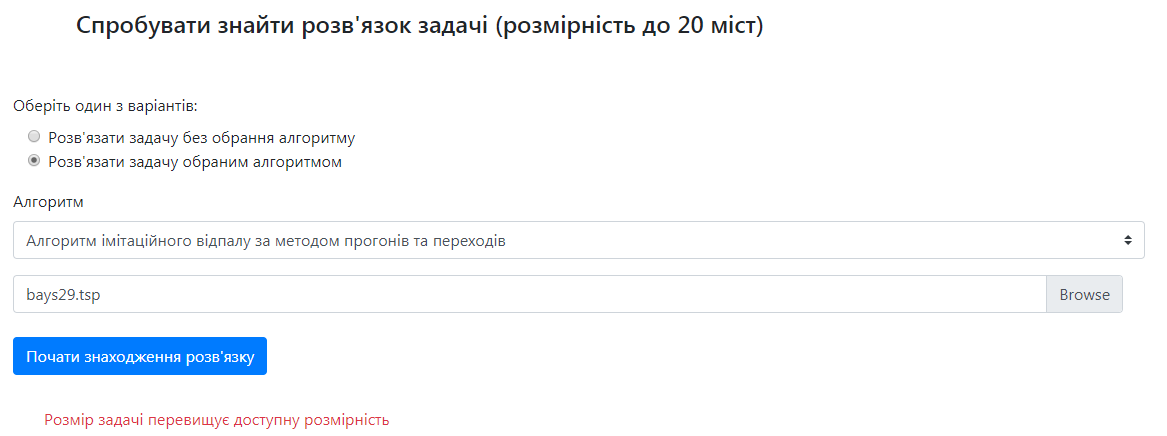 Спробувати знайти розв'язок задачі (розмірність до 20 міст)
Оберіть один з варіантів:
Розв'язати задачу без обрання алгоритму
Розв'язати задачу обраним алгоритмом
Алгоритм
Алгоритм імітаційного відпалу за методом прогонів та переходів
bays29.tsp Browse
Почати знаходження розв'язку
Розмір задачі перевищує доступну розмірність